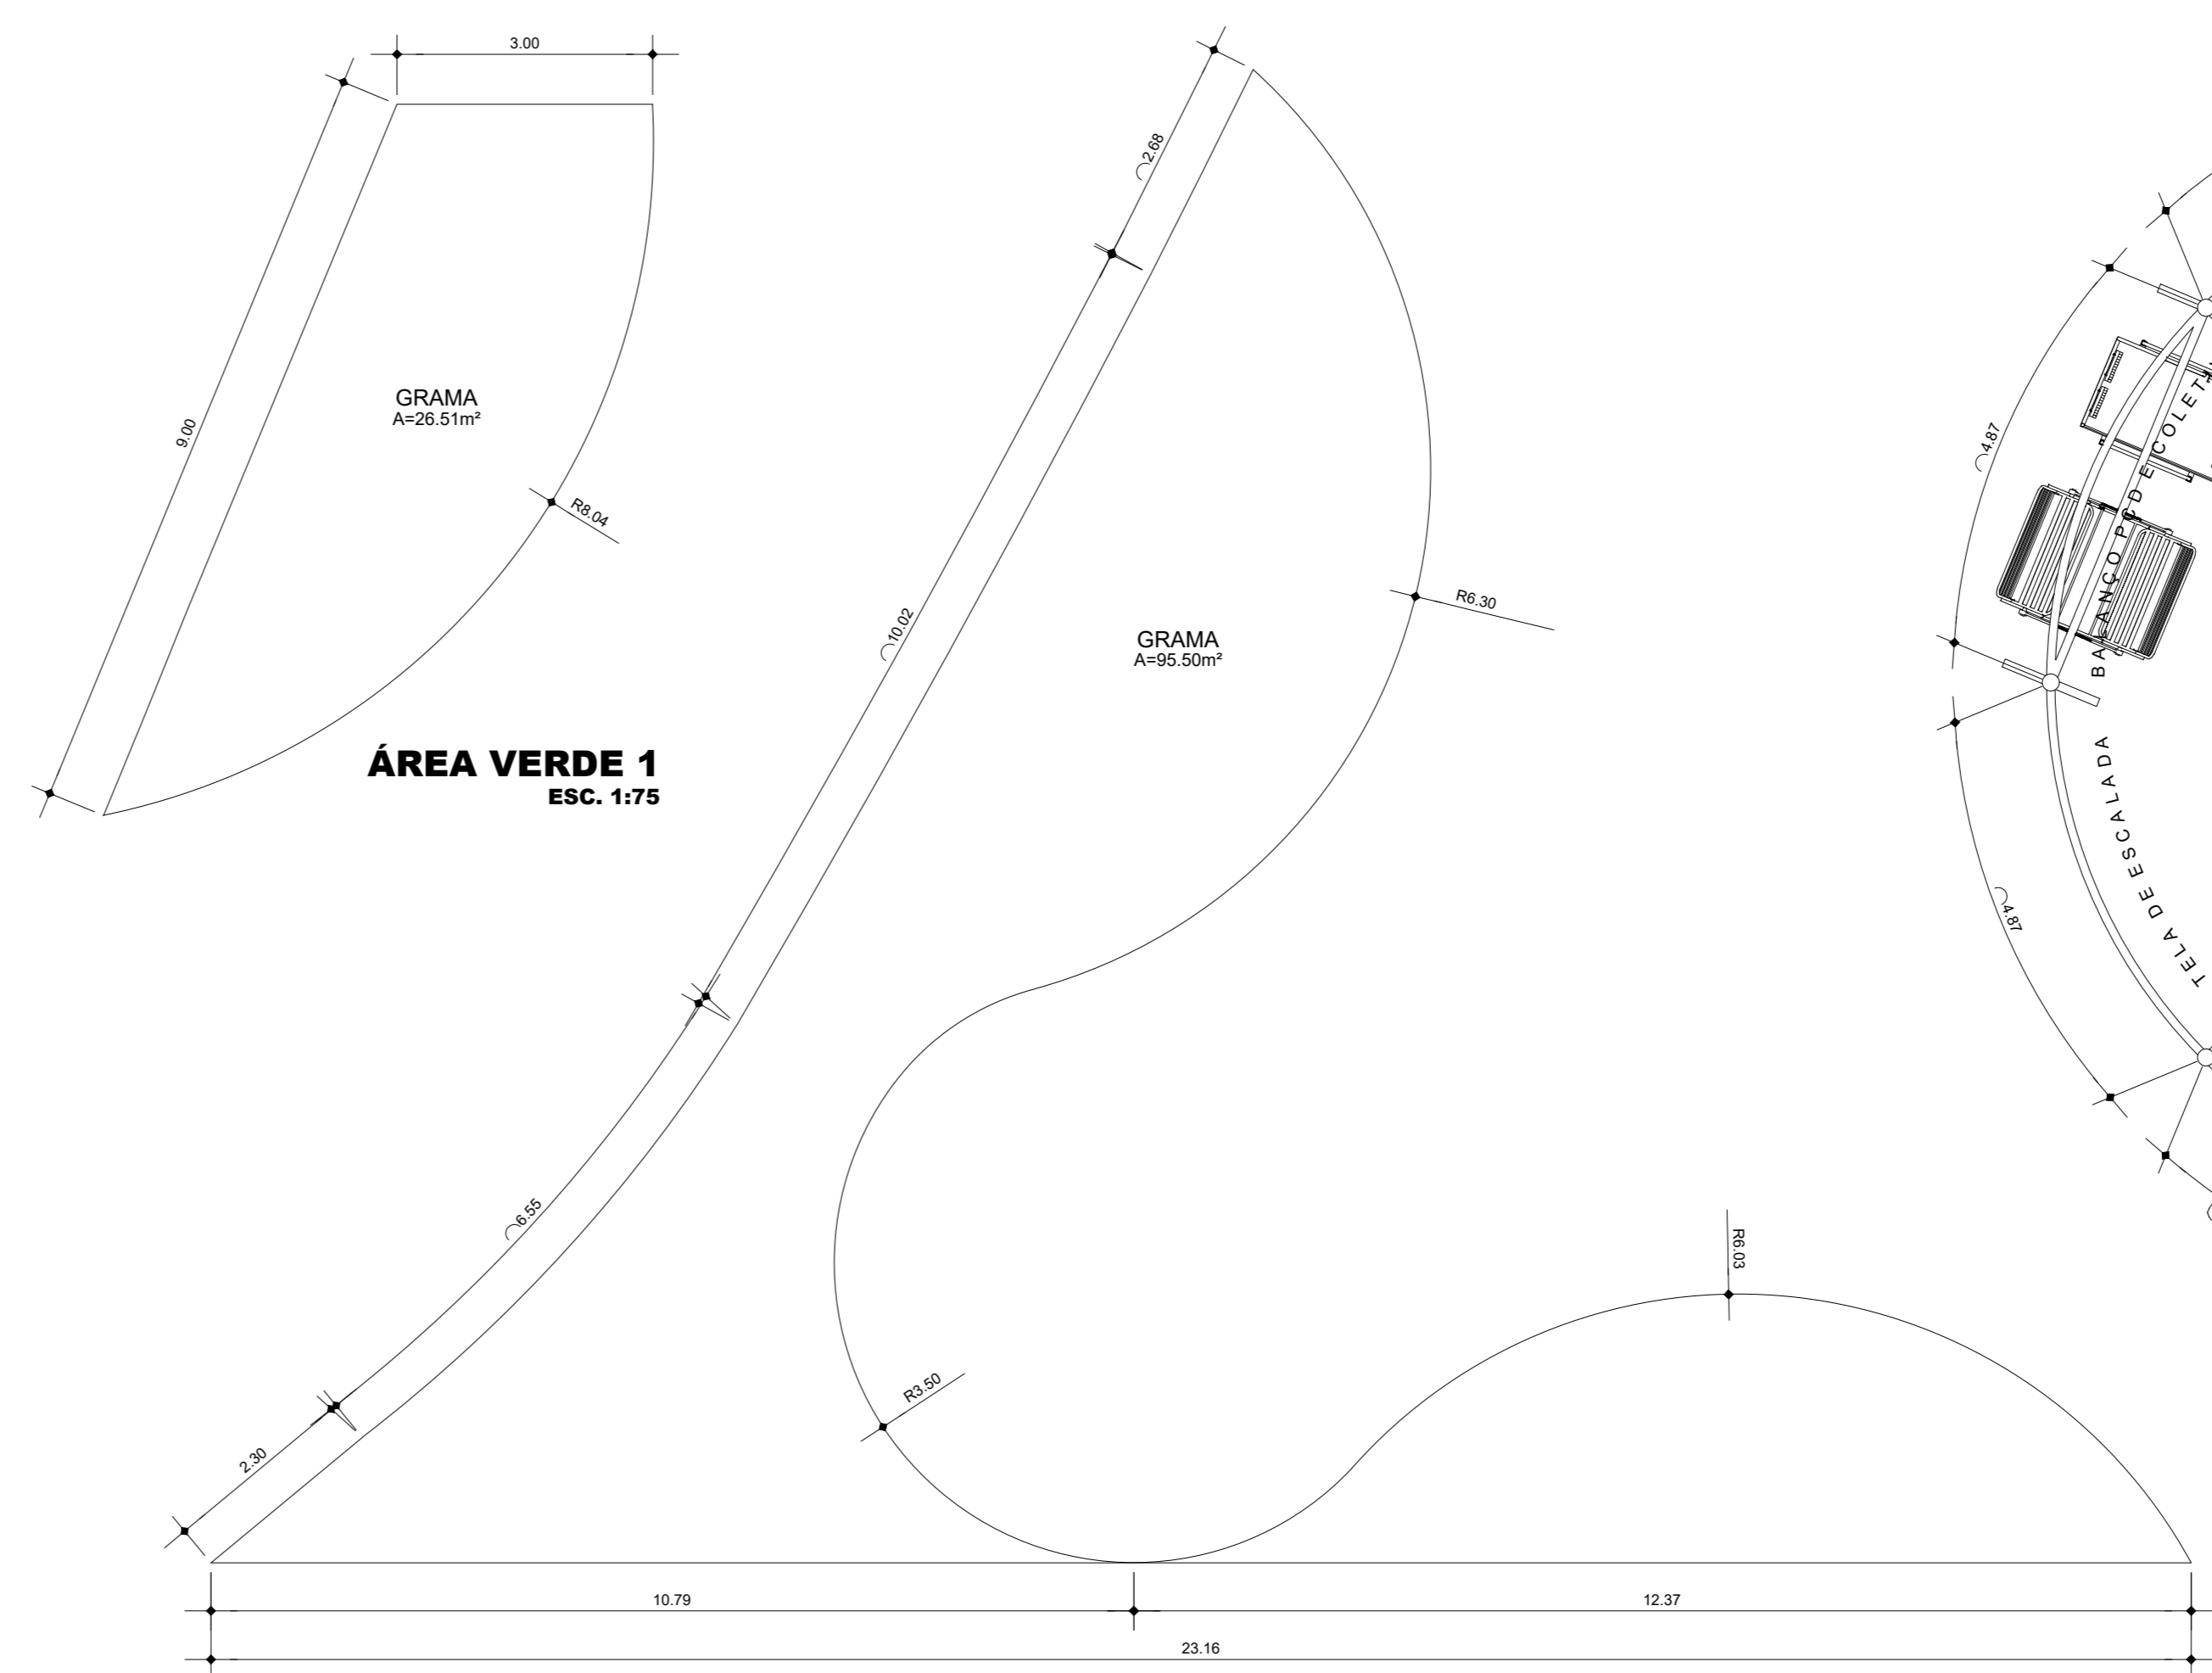 3.00
9.00
GRAMA
A=26.51m²
R8.04
ÁREA VERDE 1
ESC. 1:75
2.68
10.02
6.55
2.30
GRAMA
A=95.50m²
R6.30
R3.50
R6.03
10.79
12.37
23.16
4.87
4.87
BALANÇO PCD E
TELA DE ESCALADA